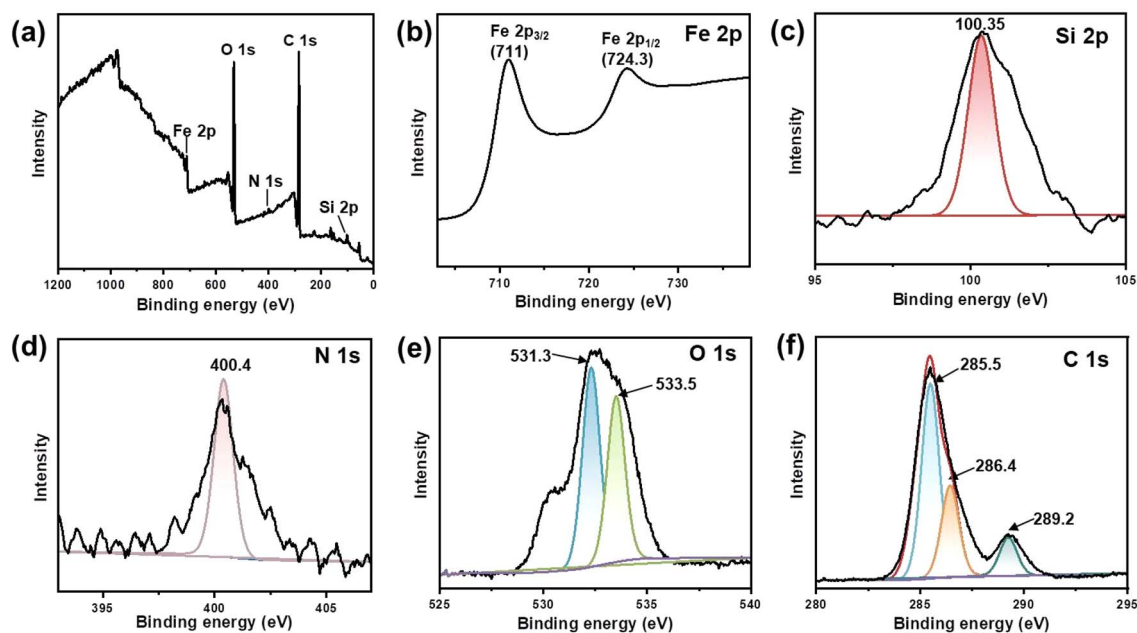 (a)
O 1s
C 1s
Fe 2p
N 1s
Si 2p
Intensity
1200 1000 800 600 400 200 0
Binding energy (eV)
(b)
Fe 2p3/2
(711)
Fe 2p1/2
(724.3)
Fe 2p
Intensity
710 720 730
Binding energy (eV)
(c)
100.35
Si 2p
Intensity
95 100 105
Binding energy (eV)
(d)
N 1s
400.4
Intensity
395 400 405
Binding energy (eV)
(e)
O 1s
531.3
533.5
Intensity
525 530 535 540
Binding energy (eV)
(f)
C 1s
285.5
286.4
289.2
Intensity
280 285 290 295
Binding energy (eV)